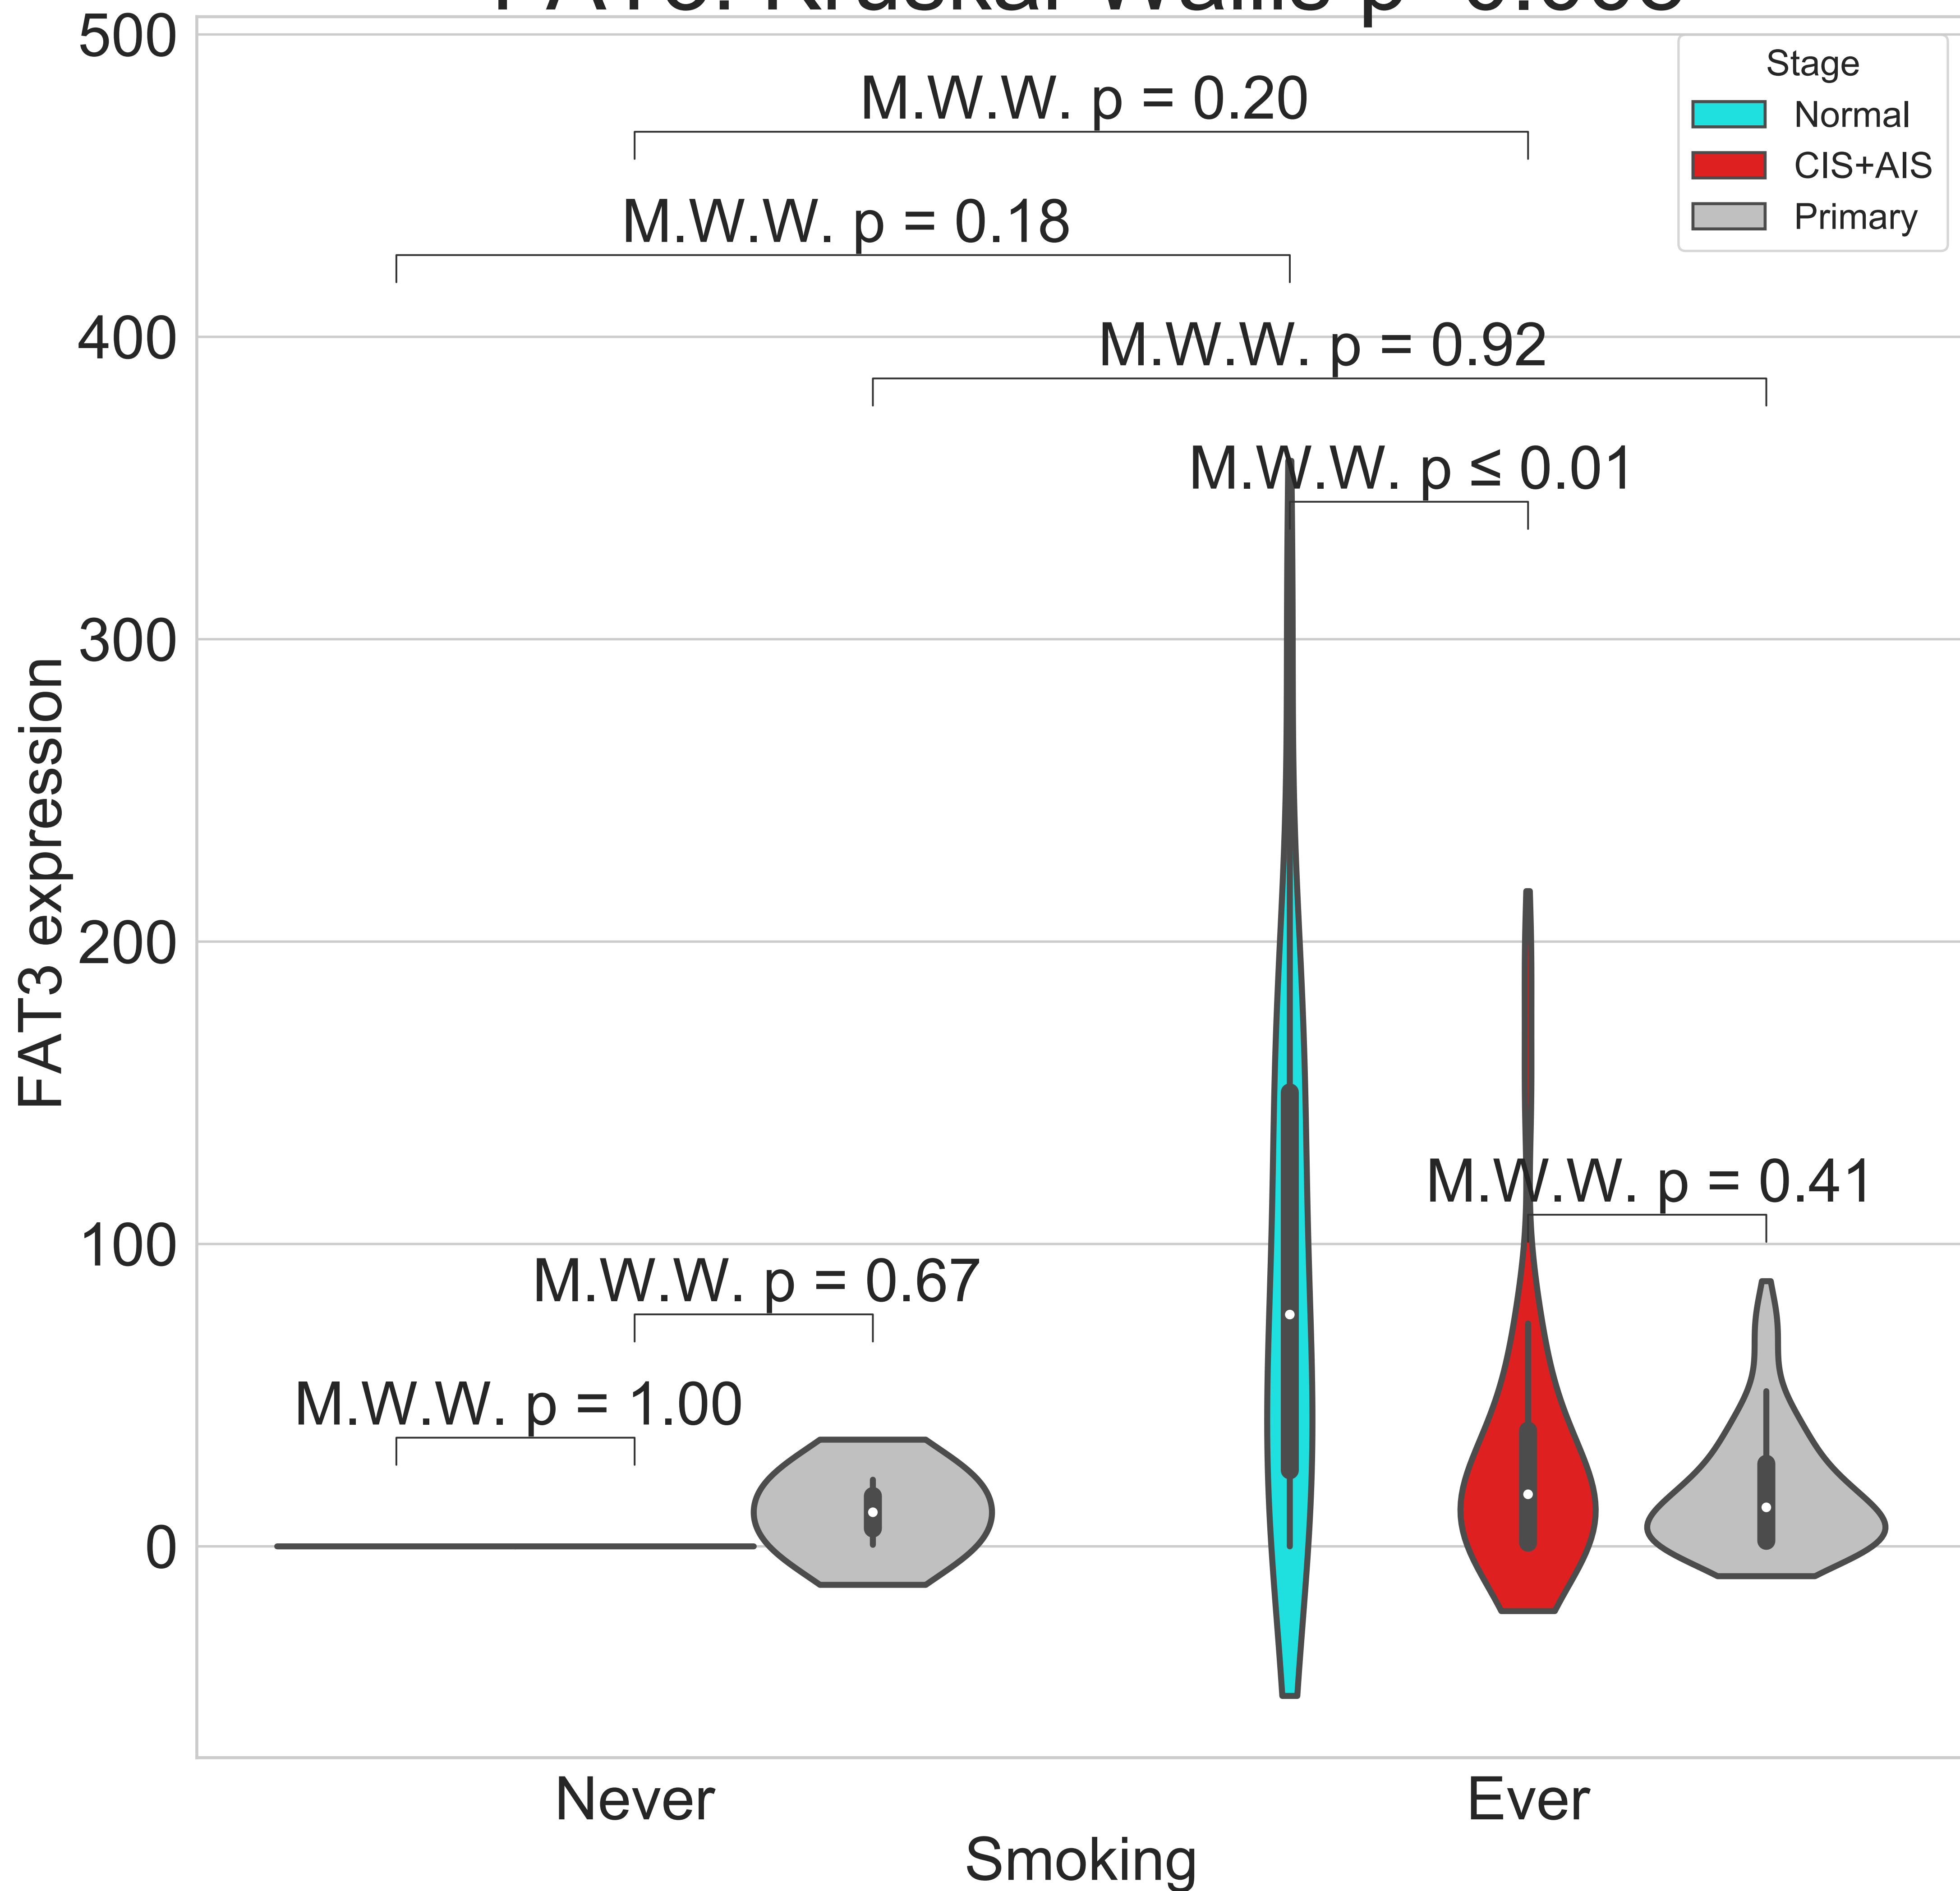 500
M.W.W. p = 0.20
Stage
Normal
CIS+AIS
Primary
M.W.W. p = 0.18
400
M.W.W. p = 0.92
M.W.W. p ≤ 0.01
300
FAT3 expression
200
M.W.W. p = 0.41
100
M.W.W. p = 0.67
M.W.W. p = 1.00
0
Never
Ever
Smoking